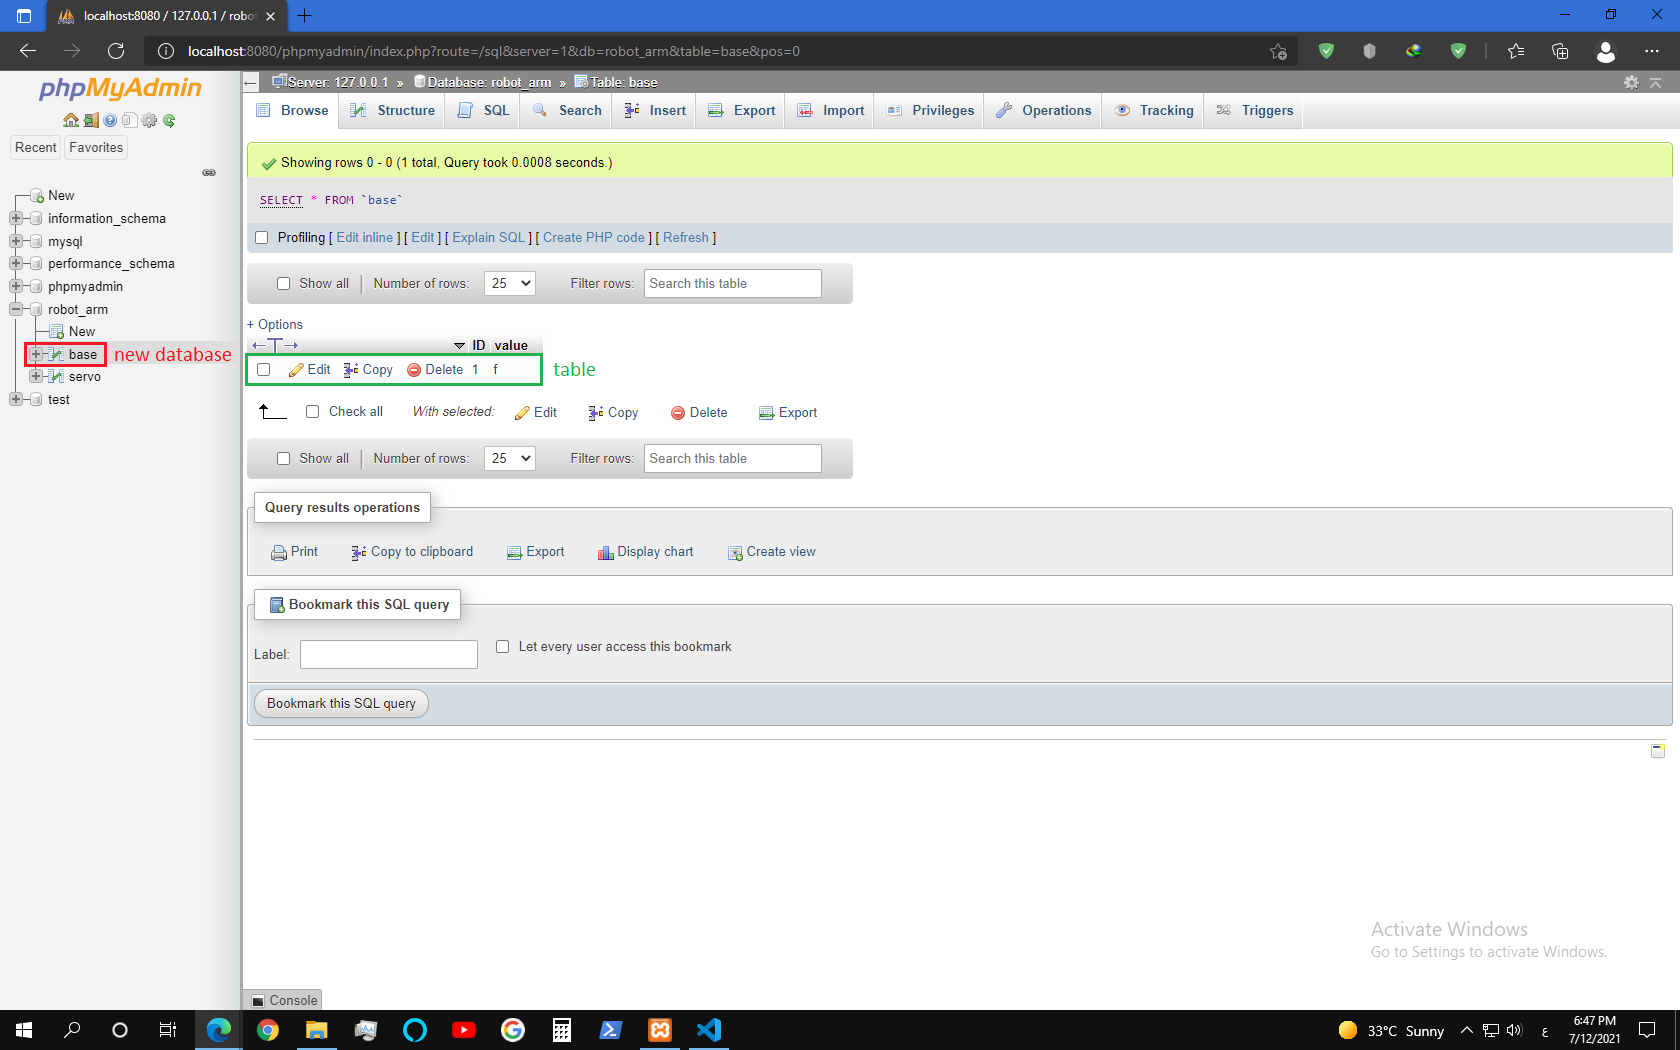 localhost:8080 / 127.0.0.1 / robo
localhost:8080/phpmyadmin/index.php?route=/sql&server=1&db=robot_arm&table=base&pos=0
phpMyAdmin
Recent Favorites
New
information_schema
mysql
performance_schema
phpmyadmin
robot_arm
New
base new database
servo
test
Server: 127.0.0.1 » Database: robot_arm » Table: base
Browse Structure SQL Search Insert Export Import Privileges Operations Tracking Triggers
Showing rows 0 - 0 (1 total, Query took 0.0008 seconds.)
SELECT * FROM `base`
Profiling [ Edit inline ] [ Edit ] [ Explain SQL ] [ Create PHP code ] [ Refresh ]
Show all Number of rows: 25 Filter rows: Search this table
+ Options
←T→ ID value
Edit Copy Delete 1 f table
Check all With selected: Edit Copy Delete Export
Show all Number of rows: 25 Filter rows: Search this table
Query results operations
Print Copy to clipboard Export Display chart Create view
Bookmark this SQL query
Label: Let every user access this bookmark
Bookmark this SQL query
Activate Windows
Go to Settings to activate Windows.
Console
33°C Sunny ع 6:47 PM
7/12/2021